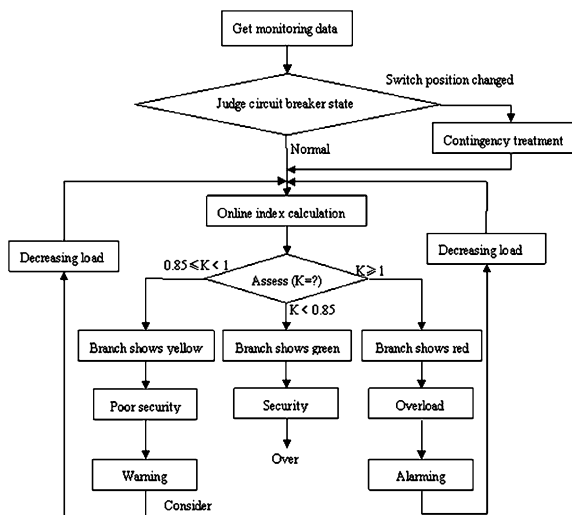 Get monitoring data
Switch position changed
Judge circuit breaker state
Contingency treatment
Normal
Online index calculation
Decreasing load
Decreasing load
0.85≤K<1
Assess (K=?)
K≥1
K<0.85
Branch shows yellow
Branch shows green
Branch shows red
Poor security
Security
Overload
Over
Warning
Alarming
Consider